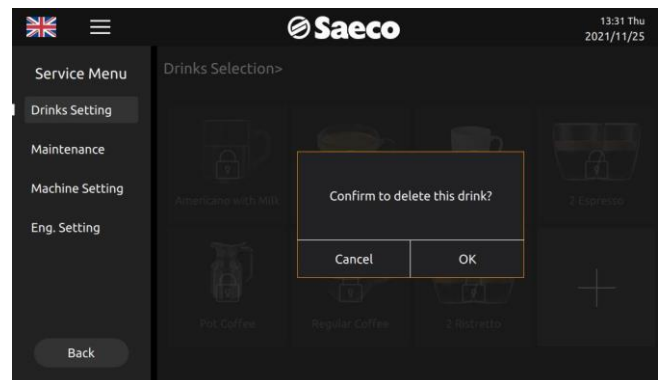 Saeco
13:31 Thu
2021/11/25
Service Menu
Drinks Selection>
Drinks Setting
Maintenance
Machine Setting
Eng. Setting
Americano with Milk
2 Espresso
Confirm to delete this drink?
Cancel
OK
Pot Coffee
Regular Coffee
2 Ristretto
Back